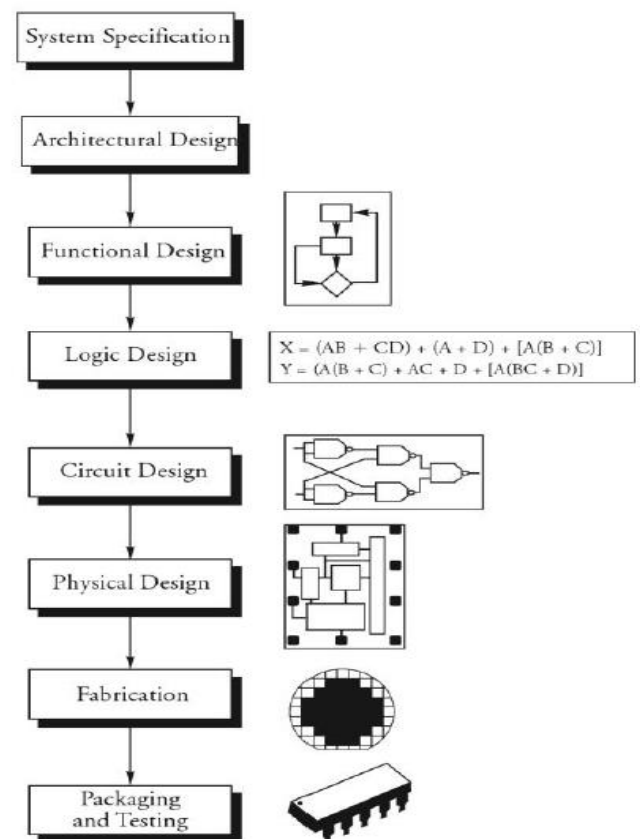 System Specification
Architectural Design
Functional Design
Logic Design
X = (AB + CD) + (A + D) + [A(B + C)]
Y = (A(B + C) + AC + D + [A(BC + D)]
Circuit Design
Physical Design
Fabrication
Packaging
and Testing